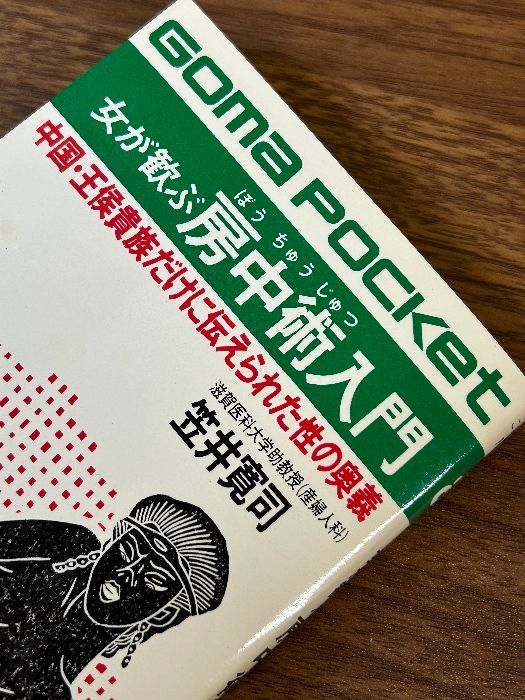 GOMA POCKET
女が歓ぶ房中術入門
ぼうちゅうじゅつ
中国・王侯貴族だけに伝えられた性の奥義
滋賀医科大学助教授(産婦人科)
笠井寛司